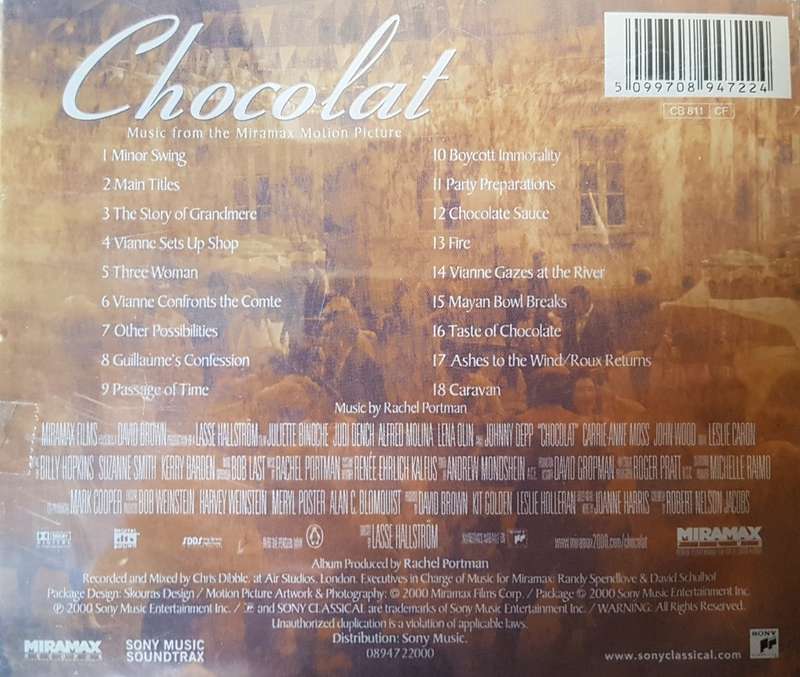 Chocolat
Music from the Miramax Motion Picture
5 099708 947224
CB 811 CF
1 Minor Swing
2 Main Titles
3 The Story of Grandmere
4 Vianne Sets Up Shop
5 Three Woman
6 Vianne Confronts the Comte
7 Other Possibilities
8 Guillaume's Confession
9 Passage of Time
10 Boycott Immorality
11 Party Preparations
12 Chocolate Sauce
13 Fire
14 Vianne Gazes at the River
15 Mayan Bowl Breaks
16 Taste of Chocolate
17 Ashes to the Wind/Roux Returns
18 Caravan
Music by Rachel Portman
MIRAMAX FILMS DAVID BROWN LASSE HALLSTRÖM JULIETTE BINOCHE JUDI DENCH ALFRED MOLINA LENA OLIN JOHNNY DEPP "CHOCOLAT" CARRIE-ANNE MOSS JOHN WOOD LESLIE CARON
BILLY HOPKINS SUZANNE SMITH KERRY BARDEN BOB LAST RACHEL PORTMAN RENÉE EHRLICH KALFUS ANDREW MONDSHEIN A.C.E. DAVID GROPMAN ROGER PRATT MICHELLE RAIMO
MARK COOPER BOB WEINSTEIN HARVEY WEINSTEIN MERYL POSTER ALAN C. BLOMQUIST DAVID BROWN KIT GOLDEN LESLIE HOLLERAN JOANNE HARRIS ROBERT NELSON JACOBS
DOLBY DIGITAL dts SDDS LASSE HALLSTRÖM www.miramax2000.com/chocolat MIRAMAX
Album Produced by Rachel Portman
Recorded and Mixed by Chris Dibble, at Air Studios, London. Executives in Charge of Music for Miramax: Randy Spendlove & David Schulhof
Package Design: Skouras Design / Motion Picture Artwork & Photography: © 2000 Miramax Films Corp. / Package © 2000 Sony Music Entertainment Inc.
℗ 2000 Sony Music Entertainment Inc. / and SONY CLASSICAL are trademarks of Sony Music Entertainment Inc. / WARNING: All Rights Reserved.
Unauthorized duplication is a violation of applicable laws.
Distribution: Sony Music.
0894722000
MIRAMAX RECORDS
SONY MUSIC SOUNDTRAX
www.sonyclassical.com
SONY